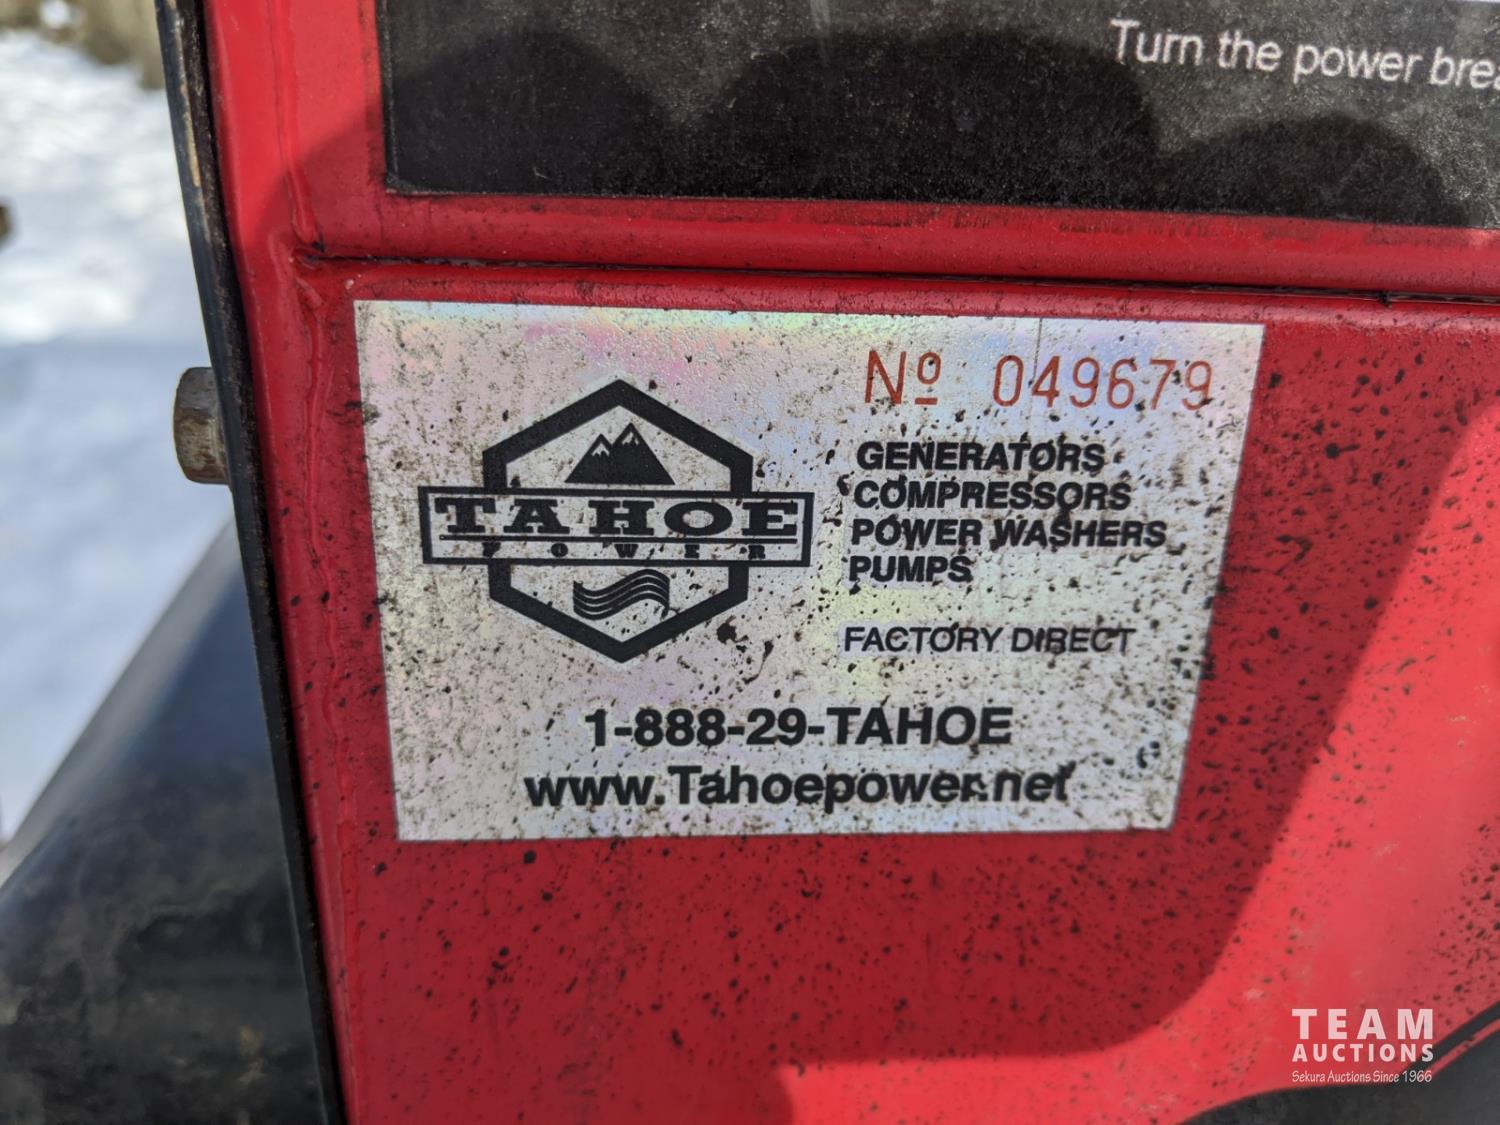 Turn the power brea
Nº 049679
TAHOE
POWER
GENERATORS
COMPRESSORS
POWER WASHERS
PUMPS
FACTORY DIRECT
1-888-29-TAHOE
www.Tahoepower.net
TEAM
AUCTIONS
Sekura Auctions Since 1966